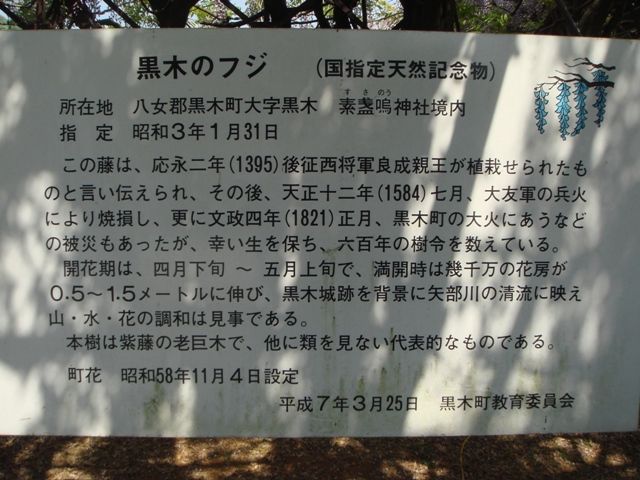 黒木のフジ　（国指定天然記念物）
すさのう
所在地　八女郡黒木町大字黒木　素盞嗚神社境内
指　定　昭和3年1月31日
この藤は、応永二年(1395)後征西将軍良成親王が植栽せられたも
のと言い伝えられ、その後、天正十二年(1584)七月、大友軍の兵火
により焼損し、更に文政四年(1821)正月、黒木町の大火にあうなど
の被災もあったが、幸い生を保ち、六百年の樹令を数えている。
開花期は、四月下旬 ～ 五月上旬で、満開時は幾千万の花房が
0.5～1.5メートルに伸び、黒木城跡を背景に矢部川の清流に映え
山・水・花の調和は見事である。
本樹は紫藤の老巨木で、他に類を見ない代表的なものである。
町花　昭和58年11月4日設定
平成7年3月25日　黒木町教育委員会